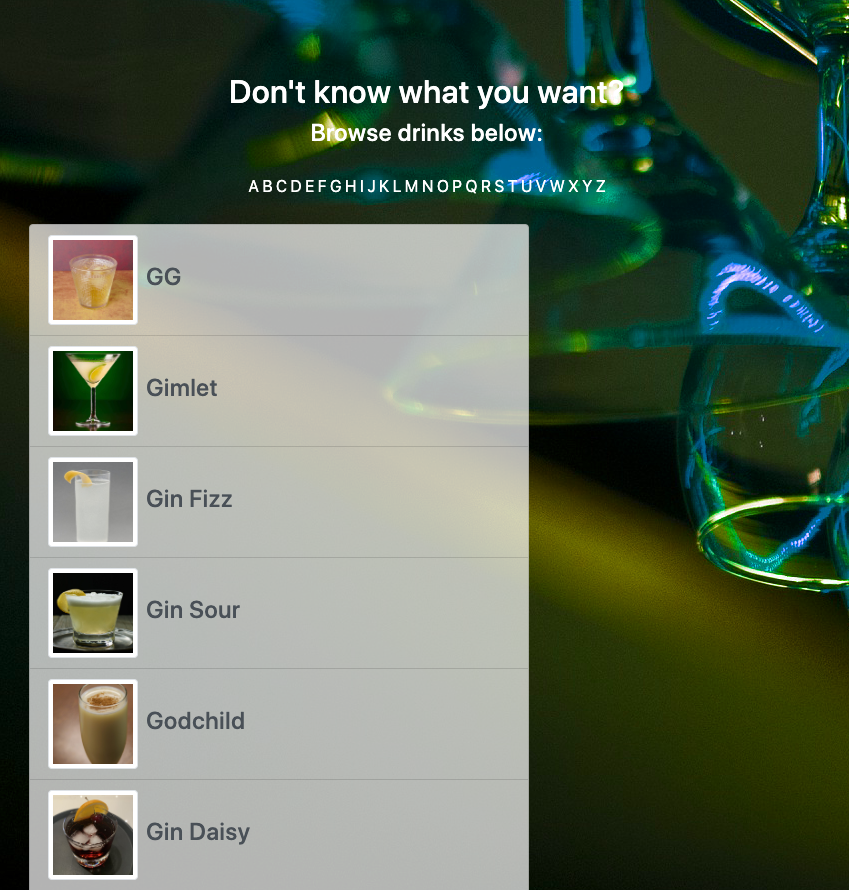 Don't know what you want?
Browse drinks below:
A B C D E F G H I J K L M N O P Q R S T U V W X Y Z
GG
Gimlet
Gin Fizz
Gin Sour
Godchild
Gin Daisy